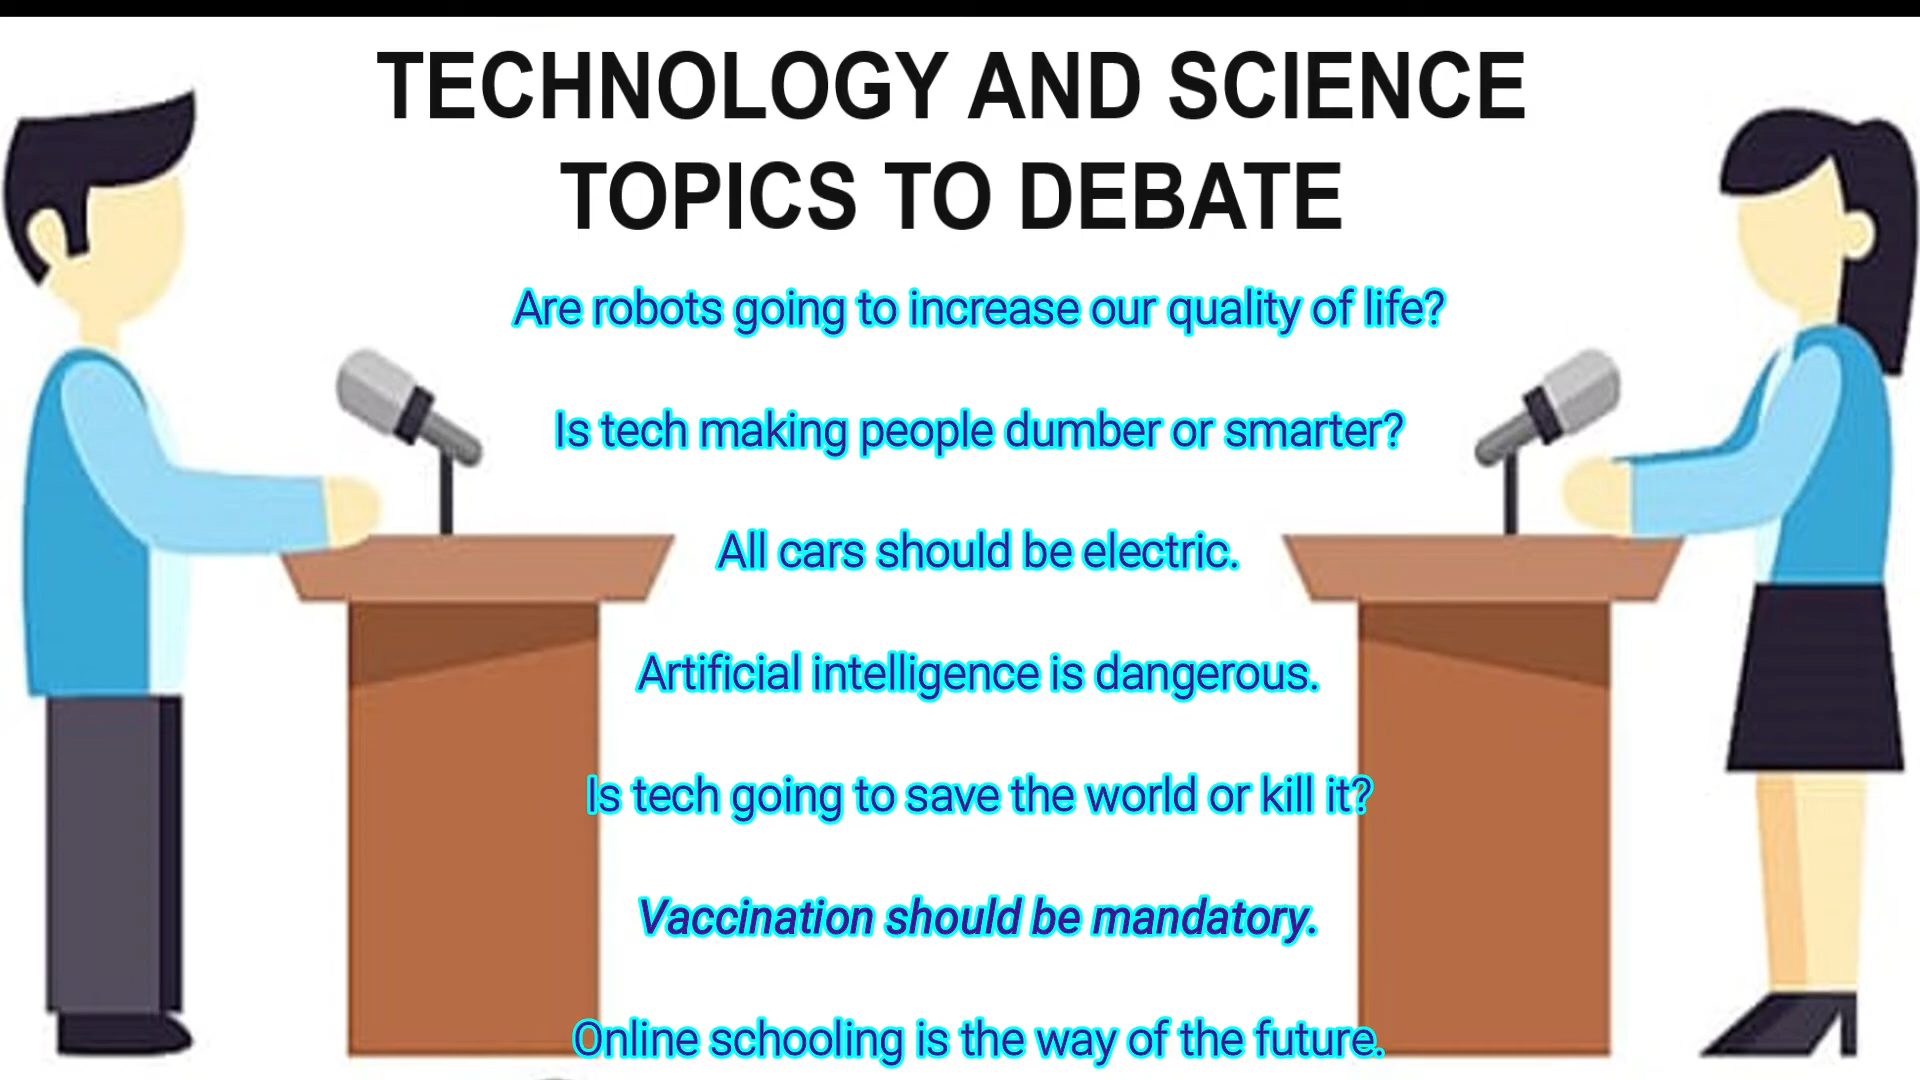 TECHNOLOGY AND SCIENCE
TOPICS TO DEBATE
Are robots going to increase our quality of life?
Is tech making people dumber or smarter?
All cars should be electric.
Artificial intelligence is dangerous.
Is tech going to save the world or kill it?
Vaccination should be mandatory.
Online schooling is the way of the future.